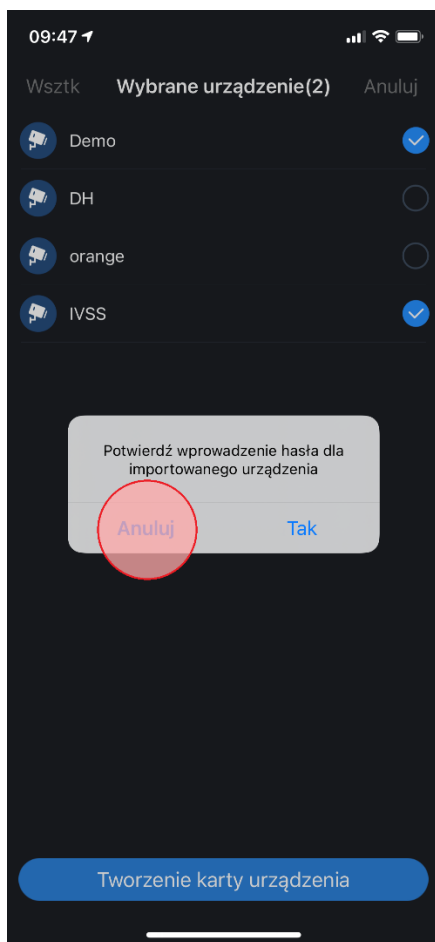 09:47
Wsztk Wybrane urządzenie(2) Anuluj
Demo
DH
orange
IVSS
Potwierdź wprowadzenie hasła dla
importowanego urządzenia
Anuluj Tak
Tworzenie karty urządzenia